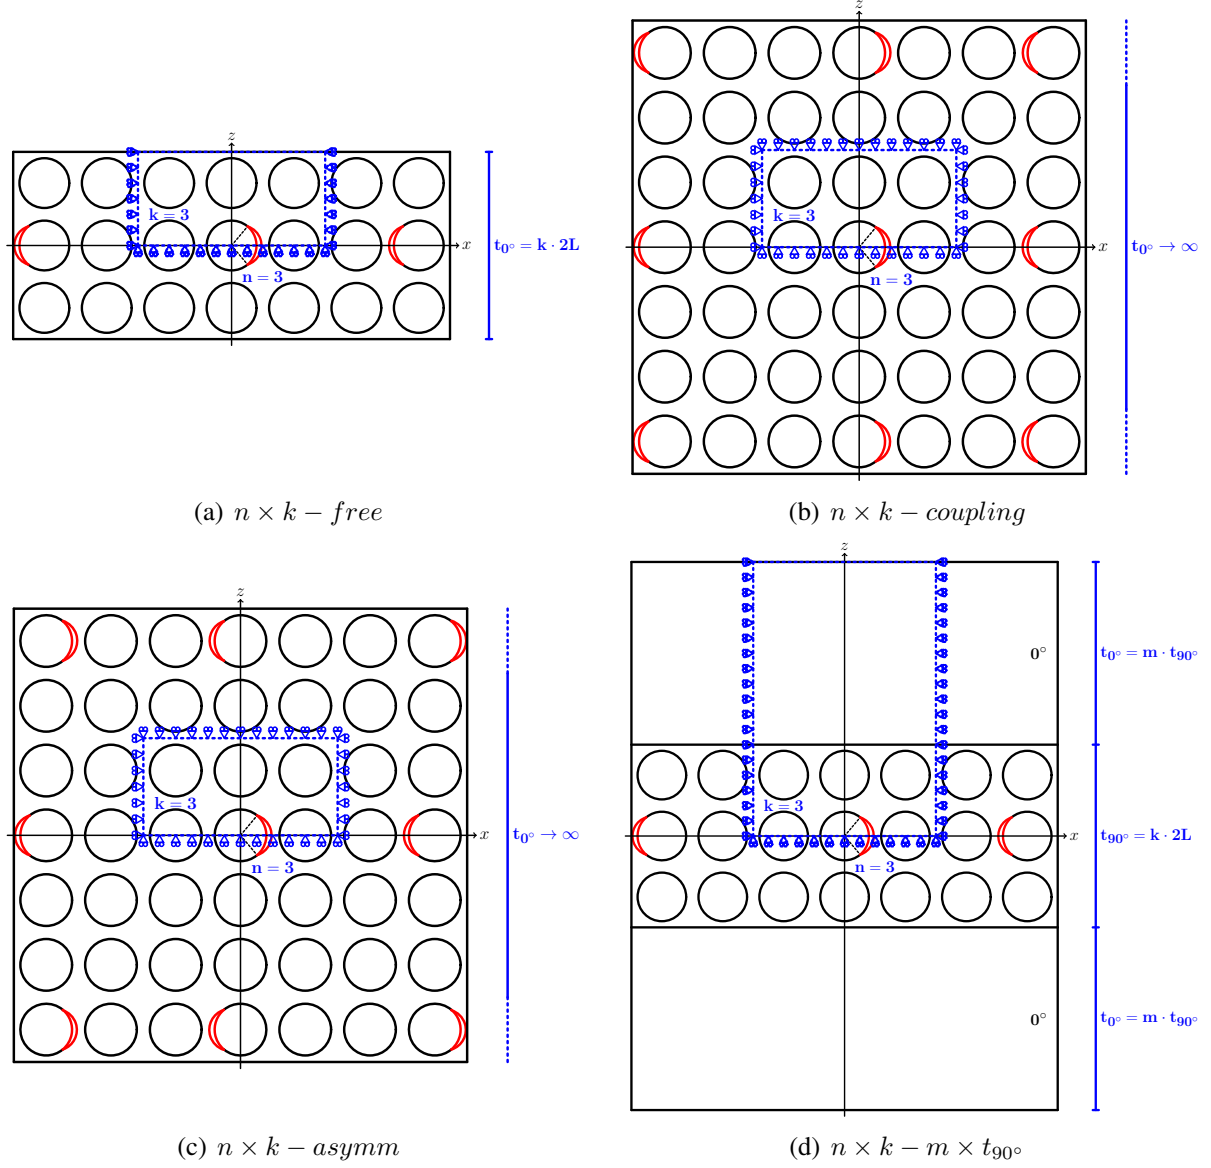 z
k = 3
x
n = 3
t₀° = k · 2L
(a) n × k − free
z
k = 3
x
n = 3
t₀° → ∞
(b) n × k − coupling
z
k = 3
x
n = 3
t₀° → ∞
(c) n × k − asymm
z
0°
t₀° = m · t₉₀°
k = 3
x
n = 3
t₉₀° = k · 2L
0°
t₀° = m · t₉₀°
(d) n × k − m × t₉₀°